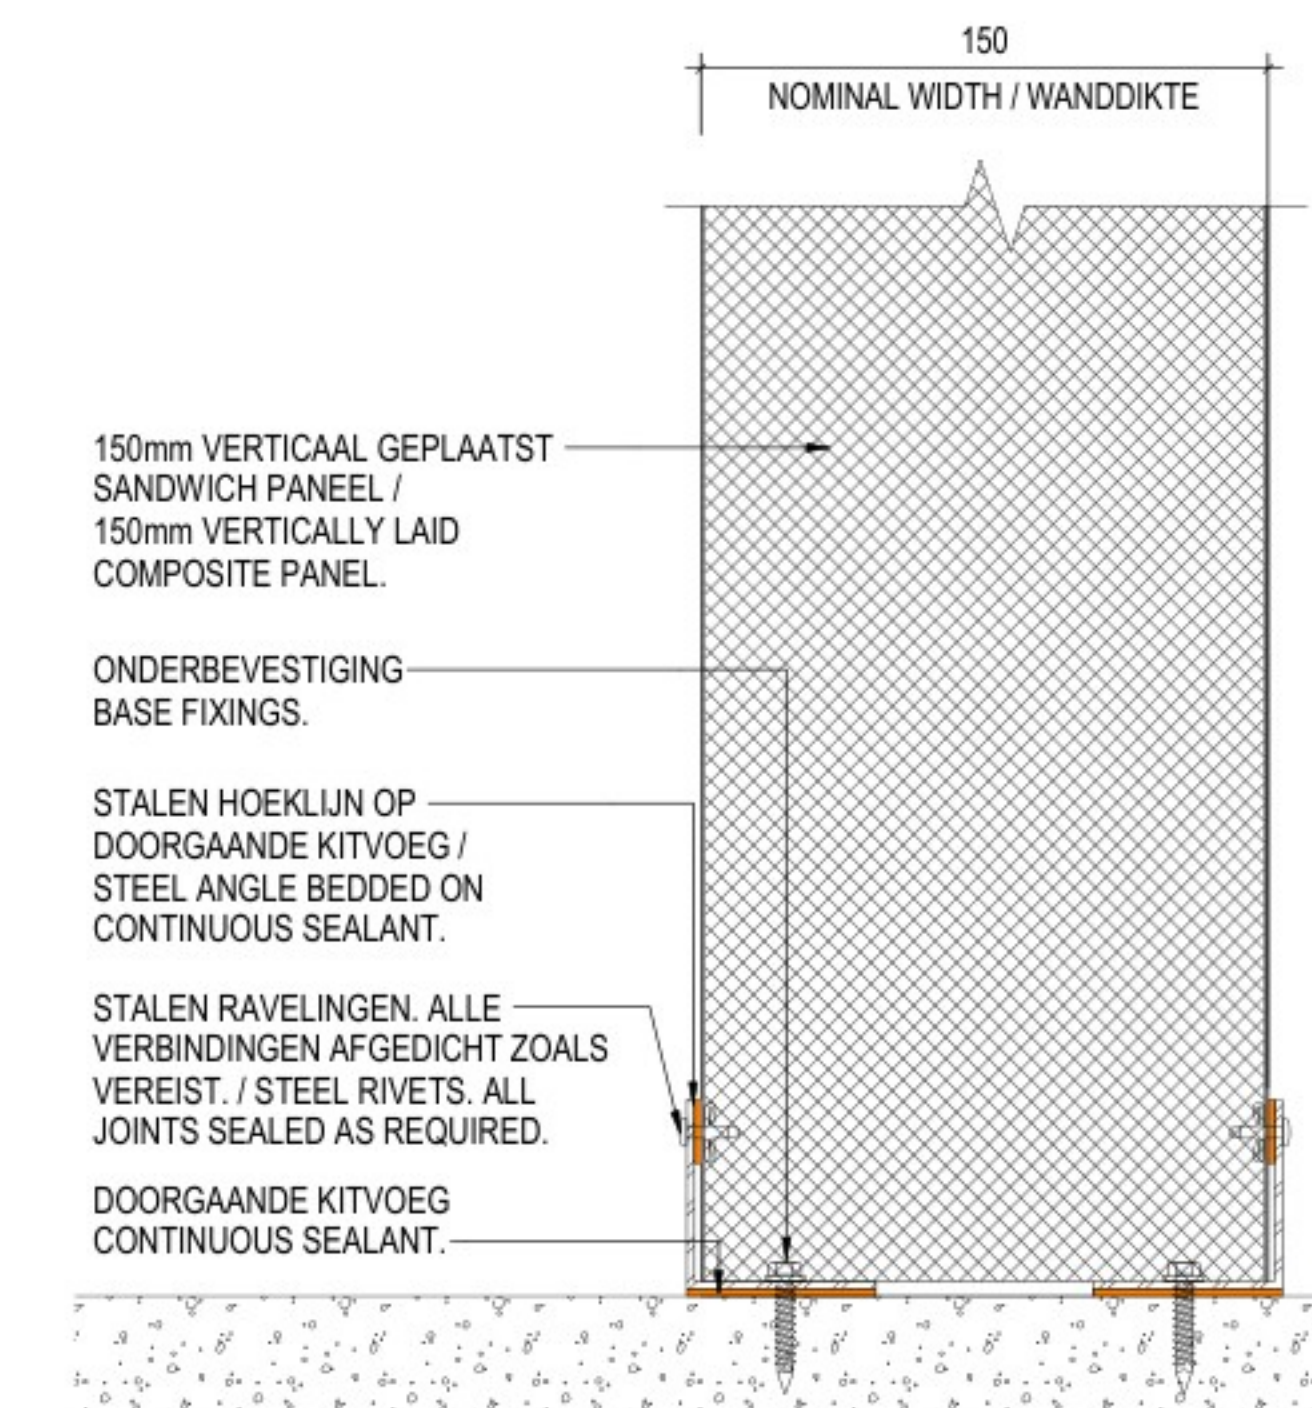 150
NOMINAL WIDTH / WANDDIKTE
150mm VERTICAAL GEPLAATST
SANDWICH PANEEL /
150mm VERTICALLY LAID
COMPOSITE PANEL.
ONDERBEVESTIGING
BASE FIXINGS.
STALEN HOEKLIJN OP
DOORGAANDE KITVOEG /
STEEL ANGLE BEDDED ON
CONTINUOUS SEALANT.
STALEN RAVELINGEN. ALLE
VERBINDINGEN AFGEDICHT ZOALS
VEREIST. / STEEL RIVETS. ALL
JOINTS SEALED AS REQUIRED.
DOORGAANDE KITVOEG
CONTINUOUS SEALANT.